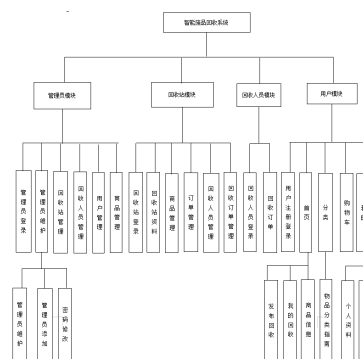 智能废品回收系统
管理员模块
回收站模块
回收人员模块
用户模块
管理员登录
管理员维护
回收站管理
回收人员管理
用户管理
商品管理
回收站登录
回收站资料
商品管理
订单管理
回收人员管理
回收订单管理
回收人员登录
回收订单
用户注册登录
首页
分类
购物车
管理员维护
管理员添加
密码修改
发布回收
我的回收
商品信息
物品分类指南
个人资料